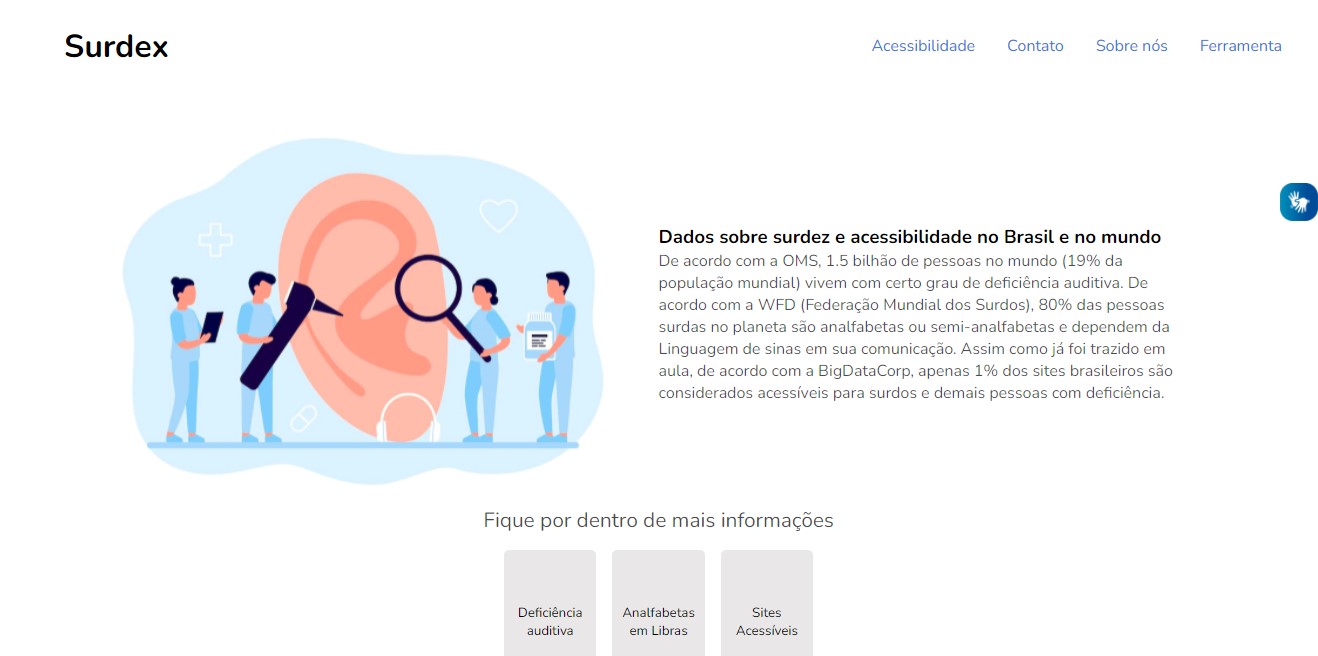 Surdex
Acessibilidade Contato Sobre nós Ferramenta
Dados sobre surdez e acessibilidade no Brasil e no mundo
De acordo com a OMS, 1.5 bilhão de pessoas no mundo (19% da
população mundial) vivem com certo grau de deficiência auditiva. De
acordo com a WFD (Federação Mundial dos Surdos), 80% das pessoas
surdas no planeta são analfabetas ou semi-analfabetas e dependem da
Linguagem de sinas em sua comunicação. Assim como já foi trazido em
aula, de acordo com a BigDataCorp, apenas 1% dos sites brasileiros são
considerados acessíveis para surdos e demais pessoas com deficiência.
Fique por dentro de mais informações
Deficiência
auditiva
Analfabetas
em Libras
Sites
Acessíveis